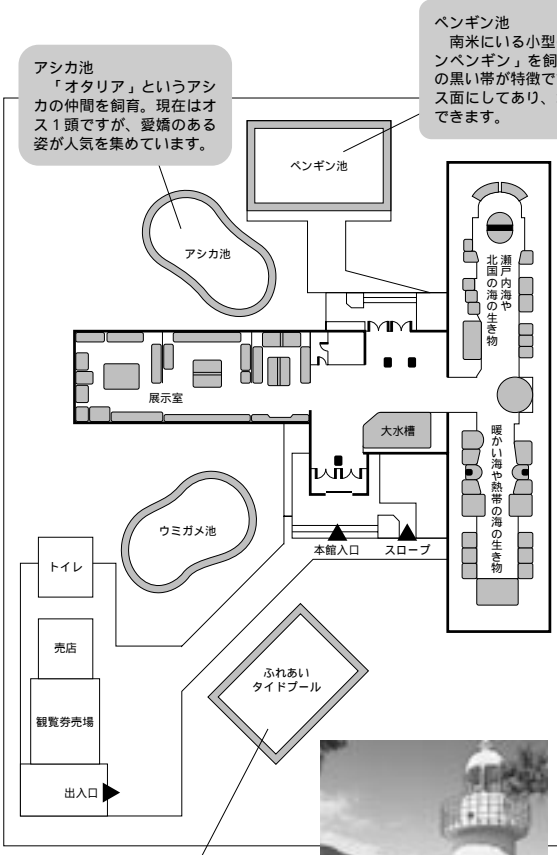 ペンギン池
南米にいる小型
ンペンギン」を飼
の黒い帯が特徴で
ス面にしてあり、
できます。
アシカ池
「オタリア」というアシ
カの仲間を飼育。現在はオ
ス1頭ですが、愛嬌のある
姿が人気を集めています。
ペンギン池
アシカ池
瀬戸内海や
北国の海の生き物
展示室
大水槽
暖かい海や熱帯の海の生き物
ウミガメ池
本館入口
スロープ
トイレ
売店
ふれあい
タイドプール
観覧券売場
出入口